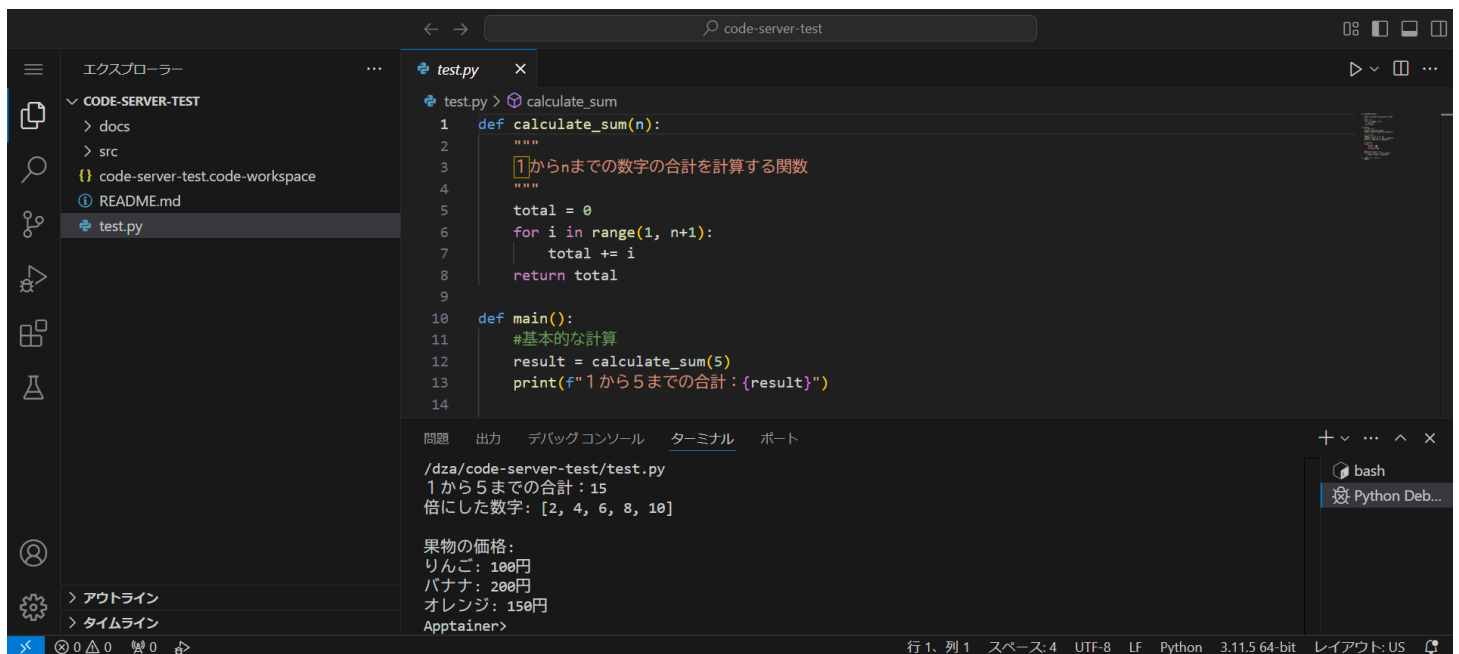 code-server-test
エクスプローラー
CODE-SERVER-TEST
docs
src
{} code-server-test.code-workspace
README.md
test.py
アウトライン
タイムライン
test.py
test.py > calculate_sum
1 def calculate_sum(n):
2 """
3 １からnまでの数字の合計を計算する関数
4 """
5 total = 0
6 for i in range(1, n+1):
7 total += i
8 return total
9
10 def main():
11 #基本的な計算
12 result = calculate_sum(5)
13 print(f"１から５までの合計：{result}")
14
問題 出力 デバッグ コンソール ターミナル ポート
/dza/code-server-test/test.py
１から５までの合計：15
倍にした数字: [2, 4, 6, 8, 10]
果物の価格:
りんご: 100円
バナナ: 200円
オレンジ: 150円
Apptainer>
bash
Python Deb...
0 0 0 行 1、列 1 スペース: 4 UTF-8 LF Python 3.11.5 64-bit レイアウト: US